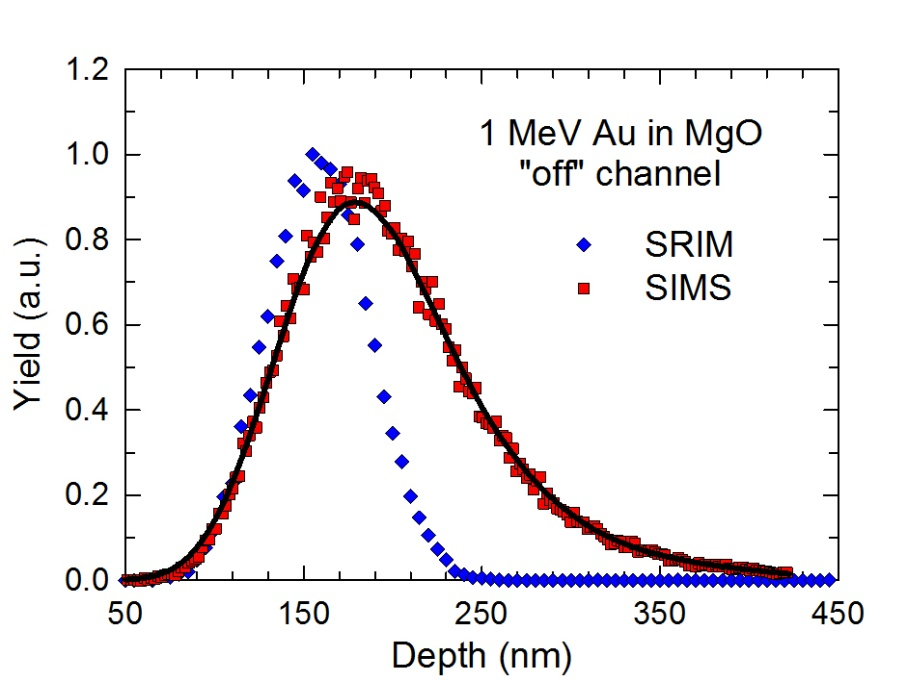 1.2
1.0
0.8
0.6
0.4
0.2
0.0
Yield (a.u.)
1 MeV Au in MgO
"off" channel
SRIM
SIMS
50 150 250 350 450
Depth (nm)